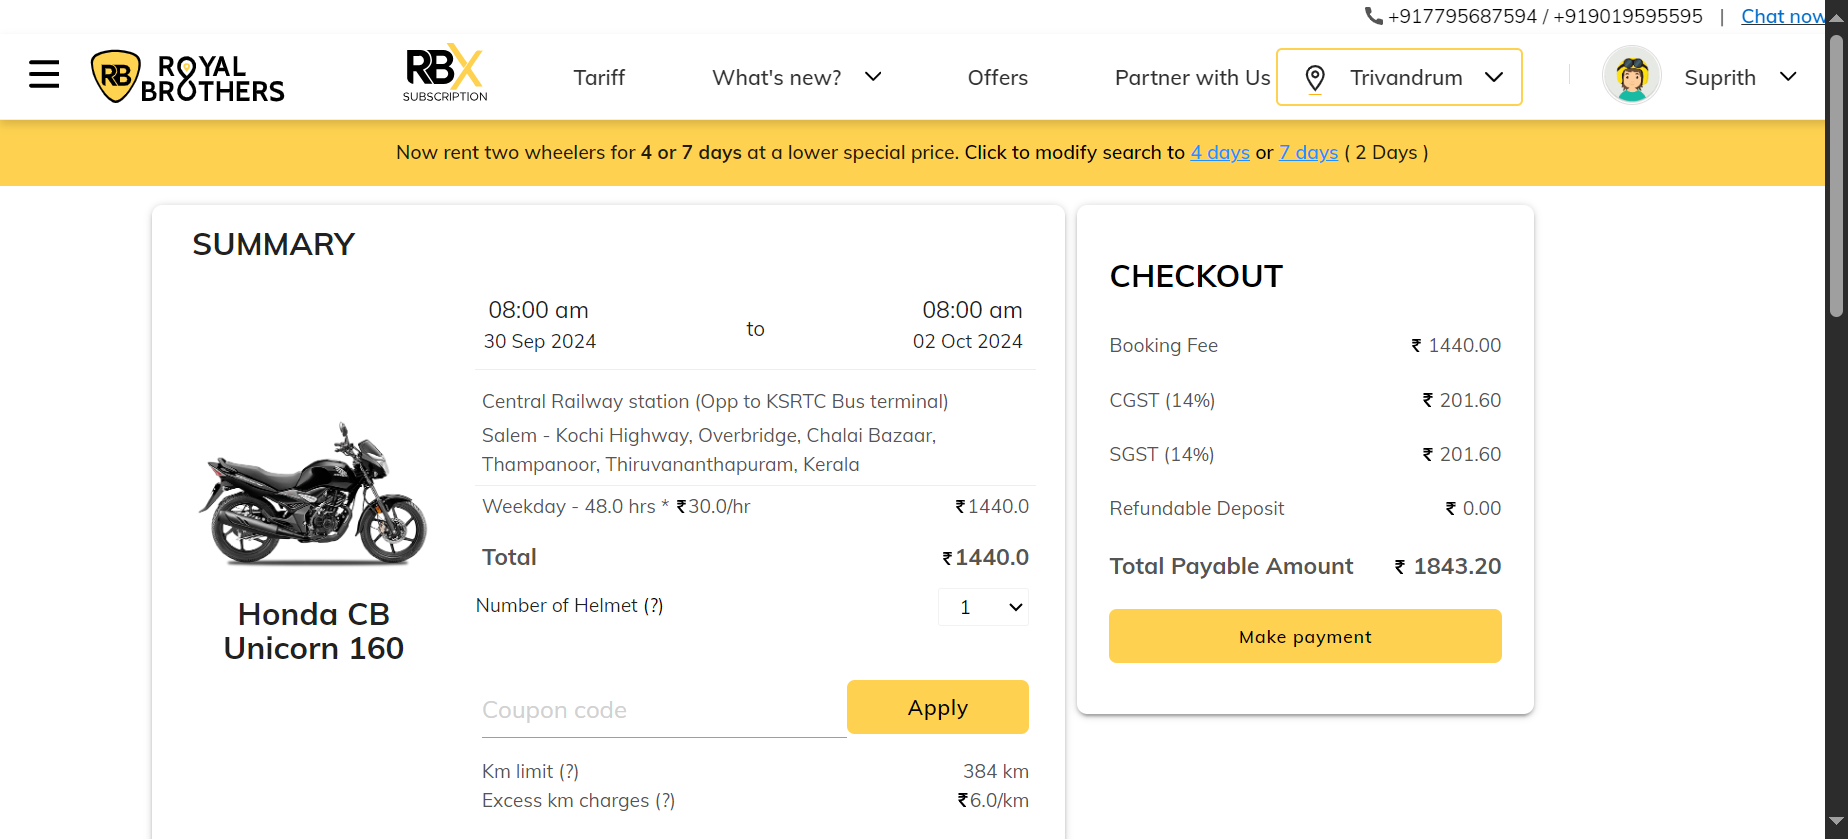 +917795687594 / +919019595595 | Chat now
RB ROYAL BROTHERS
RBX SUBSCRIPTION
Tariff
What's new?
Offers
Partner with Us
Trivandrum
Suprith
Now rent two wheelers for 4 or 7 days at a lower special price. Click to modify search to 4 days or 7 days ( 2 Days )
SUMMARY
08:00 am
30 Sep 2024
to
08:00 am
02 Oct 2024
Central Railway station (Opp to KSRTC Bus terminal)
Salem - Kochi Highway, Overbridge, Chalai Bazaar,
Thampanoor, Thiruvananthapuram, Kerala
Weekday - 48.0 hrs * ₹30.0/hr ₹1440.0
Total ₹1440.0
Number of Helmet (?) 1
Honda CB
Unicorn 160
Coupon code
Apply
Km limit (?) 384 km
Excess km charges (?) ₹6.0/km
CHECKOUT
Booking Fee ₹ 1440.00
CGST (14%) ₹ 201.60
SGST (14%) ₹ 201.60
Refundable Deposit ₹ 0.00
Total Payable Amount ₹ 1843.20
Make payment